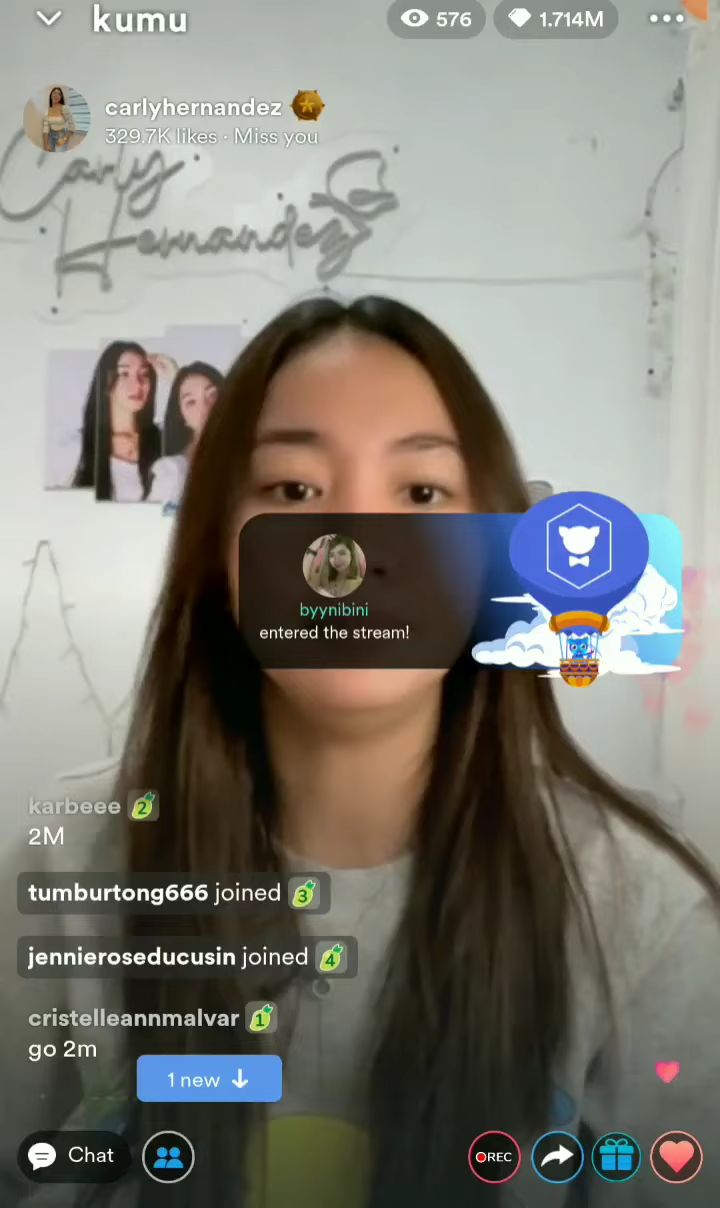 kumu
576
1.714M
carlyhernandez
329.7K likes · Miss you
Carly
Hernandez
byynibini
entered the stream!
karbeee 2
2M
tumburtong666 joined 3
jennieroseducusin joined 4
cristelleannmalvar 1
go 2m
1 new
Chat
REC